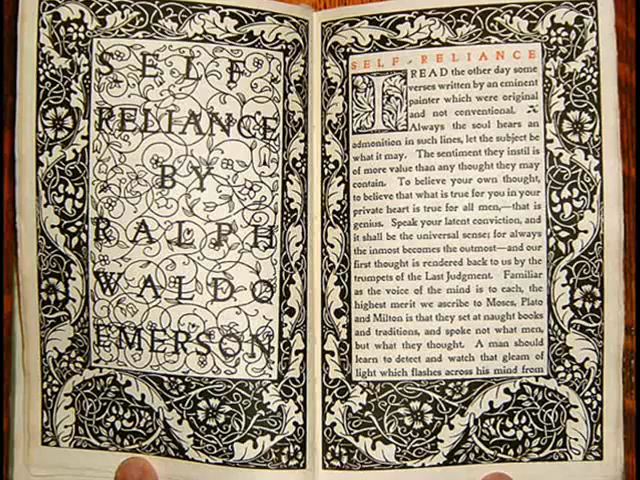 SELF
RELIANCE
BY
RALPH
WALDO
EMERSON
SELF-RELIANCE
I READ the other day some
verses written by an eminent
painter which were original
and not conventional.
Always the soul hears an
admonition in such lines, let the subject be
what it may. The sentiment they instil is
of more value than any thought they may
contain. To believe your own thought,
to believe that what is true for you in your
private heart is true for all men,—that is
genius. Speak your latent conviction, and
it shall be the universal sense; for always
the inmost becomes the outmost—and our
first thought is rendered back to us by the
trumpets of the Last Judgment. Familiar
as the voice of the mind is to each, the
highest merit we ascribe to Moses, Plato
and Milton is that they set at naught books
and traditions, and spoke not what men,
but what they thought. A man should
learn to detect and watch that gleam of
light which flashes across his mind from